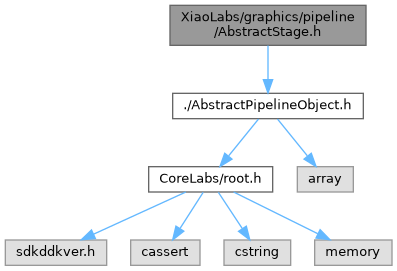 XiaoLabs/graphics/pipeline
/AbstractStage.h
./AbstractPipelineObject.h
CoreLabs/root.h
array
sdkddkver.h
cassert
cstring
memory